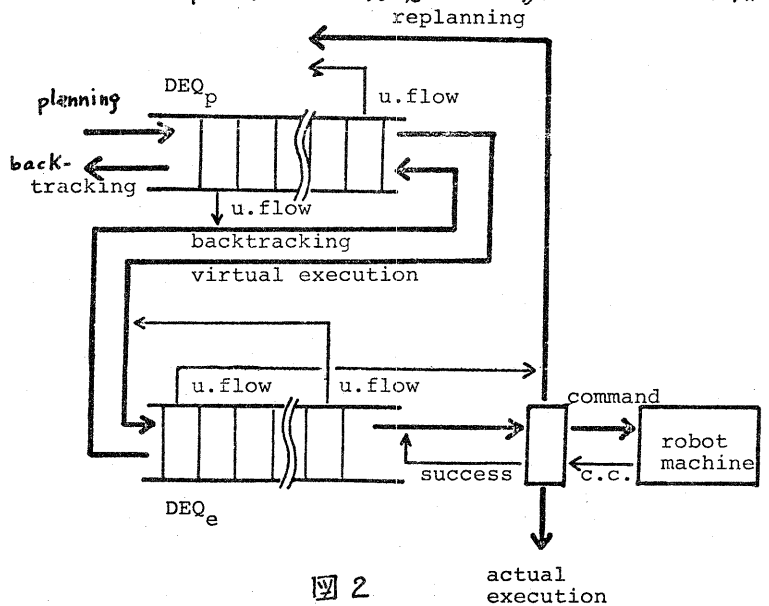 replanning
DEQp
u.flow
planning
back-
tracking
u.flow
backtracking
virtual execution
u.flow
u.flow
command
robot
machine
success
c.c.
DEQe
actual
execution
図 2